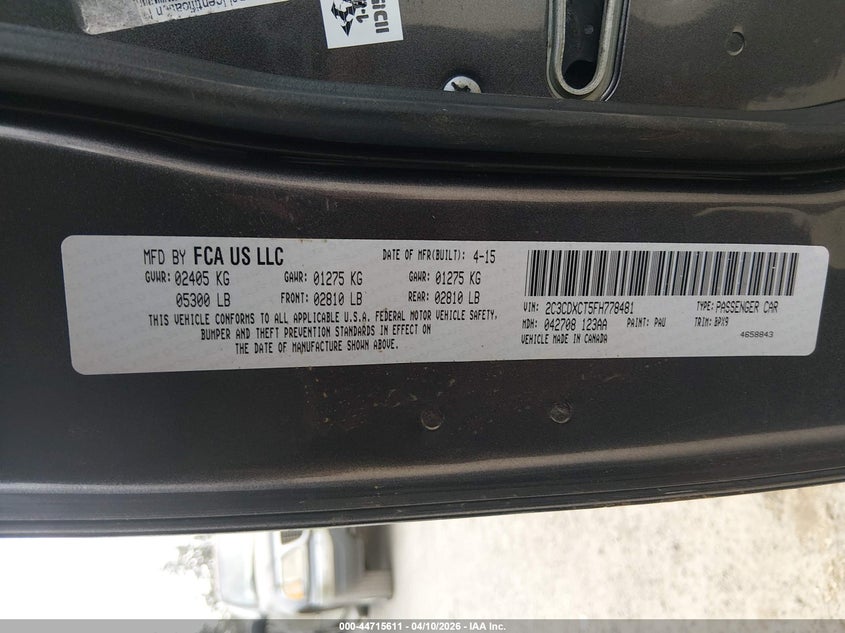 MFD BY FCA US LLC DATE OF MFR(BUILT): 4-15
GVWR: 02405 KG GAWR: 01275 KG GAWR: 01275 KG
05300 LB FRONT: 02810 LB REAR: 02810 LB
THIS VEHICLE CONFORMS TO ALL APPLICABLE U.S.A. FEDERAL MOTOR VEHICLE SAFETY,
BUMPER AND THEFT PREVENTION STANDARDS IN EFFECT ON
THE DATE OF MANUFACTURE SHOWN ABOVE.
VIN: 2C3CDXCT5FH778481 TYPE: PASSENGER CAR
MDH: 042708 123AA PAINT: PAU TRIM: BPX9
VEHICLE MADE IN CANADA 4658843
000-44715611 - 04/10/2026 - IAA Inc.